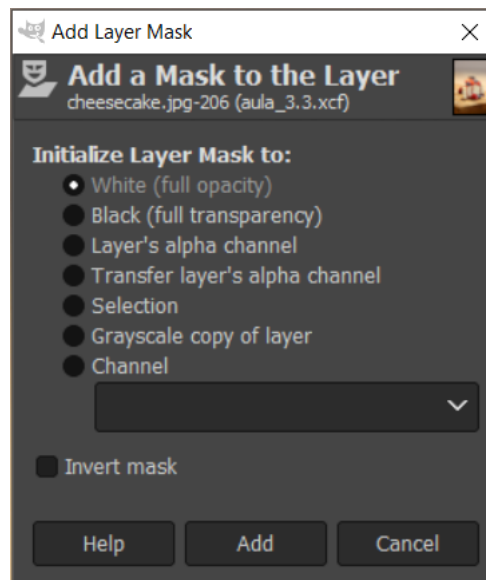 Add Layer Mask
Add a Mask to the Layer
cheesecake.jpg-206 (aula_3.3.xcf)
Initialize Layer Mask to:
White (full opacity)
Black (full transparency)
Layer's alpha channel
Transfer layer's alpha channel
Selection
Grayscale copy of layer
Channel
Invert mask
Help
Add
Cancel